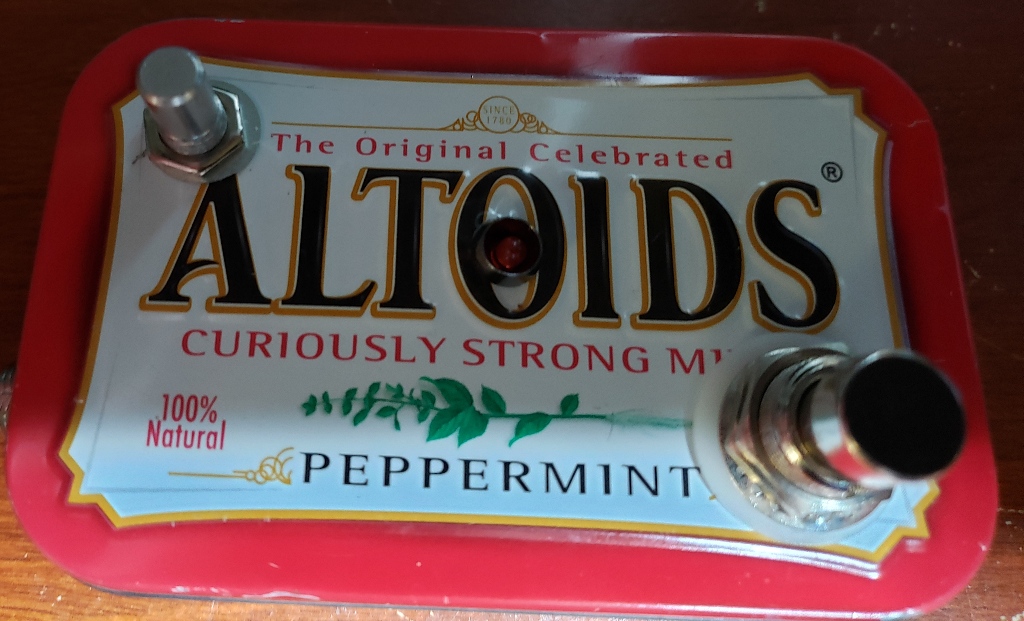 SINCE
1780
The Original Celebrated
ALTOIDS®
CURIOUSLY STRONG
100%
Natural
PEPPERMINT